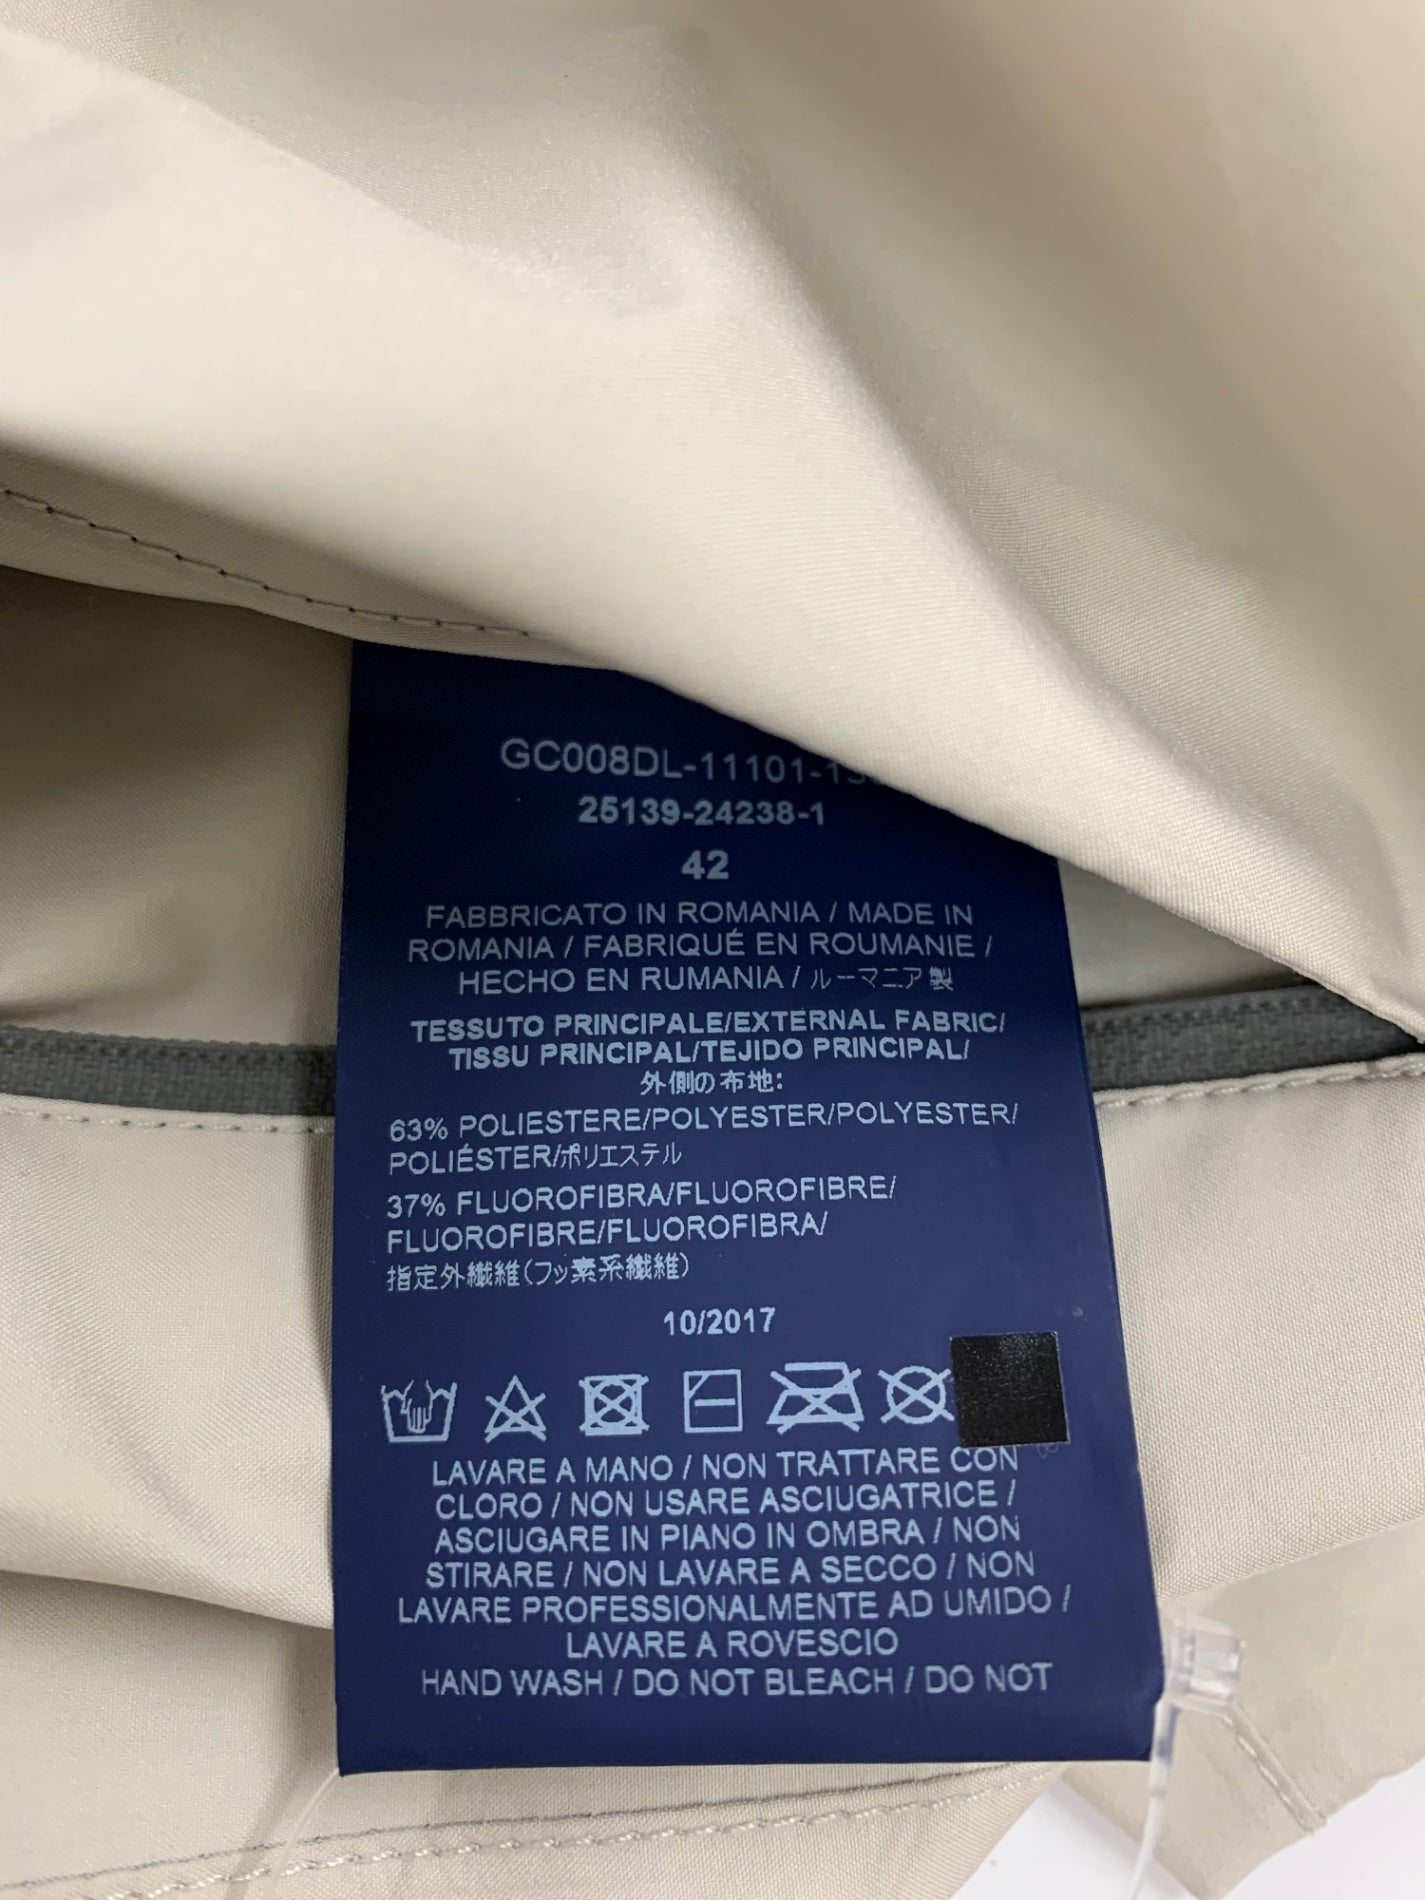 GC008DL-11101-
25139-24238-1
42
FABBRICATO IN ROMANIA / MADE IN
ROMANIA / FABRIQUÉ EN ROUMANIE /
HECHO EN RUMANIA / ルーマニア製
TESSUTO PRINCIPALE/EXTERNAL FABRIC/
TISSU PRINCIPAL/TEJIDO PRINCIPAL/
外側の布地:
63% POLIESTERE/POLYESTER/POLYESTER/
POLIÉSTER/ポリエステル
37% FLUOROFIBRA/FLUOROFIBRE/
FLUOROFIBRE/FLUOROFIBRA/
指定外繊維(フッ素系繊維)
10/2017
LAVARE A MANO / NON TRATTARE CON
CLORO / NON USARE ASCIUGATRICE /
ASCIUGARE IN PIANO IN OMBRA / NON
STIRARE / NON LAVARE A SECCO / NON
LAVARE PROFESSIONALMENTE AD UMIDO /
LAVARE A ROVESCIO
HAND WASH / DO NOT BLEACH / DO NOT